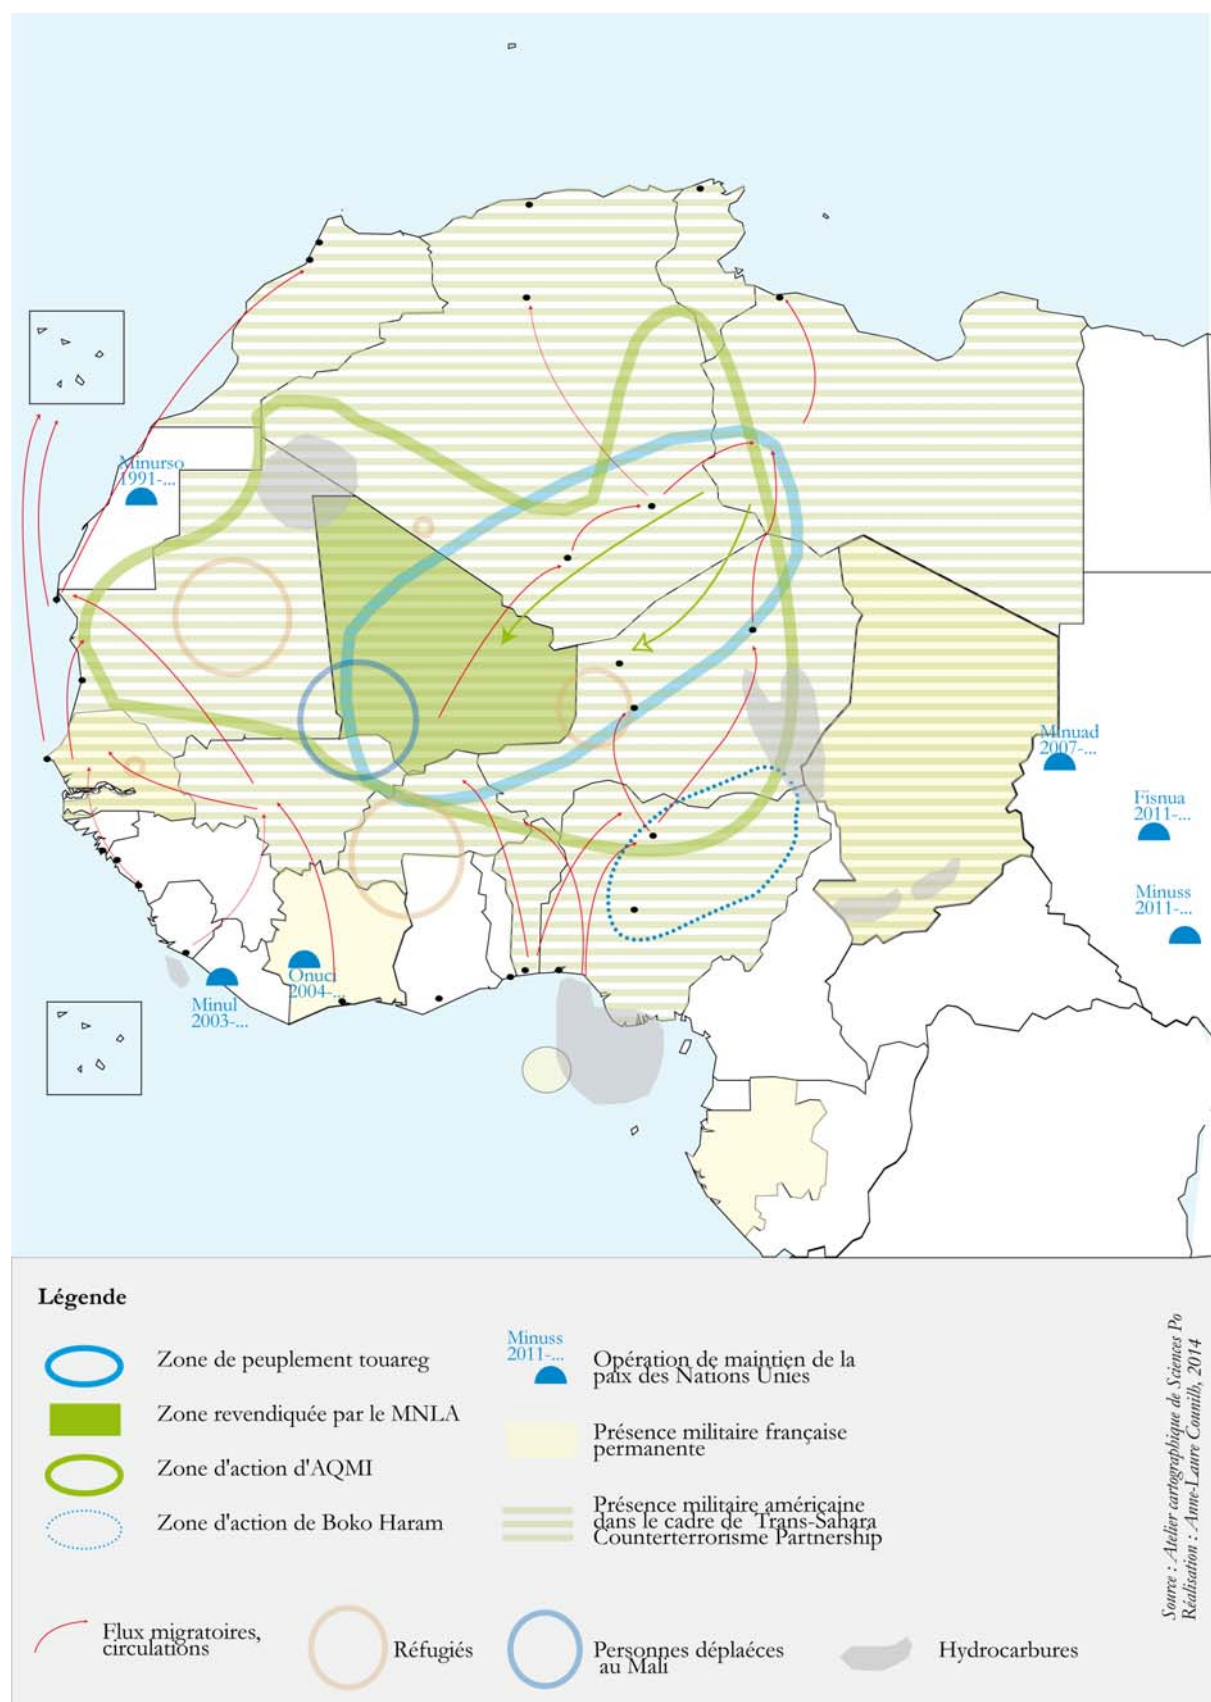 Minurso
1991-...
Minuad
2007-...
Fisnua
2011-...
Minuss
2011-...
Onuci
2004-...
Minul
2003-...
Légende
Zone de peuplement touareg
Zone revendiquée par le MNLA
Zone d'action d'AQMI
Zone d'action de Boko Haram
Minuss
2011-...
Opération de maintien de la
paix des Nations Unies
Présence militaire française
permanente
Présence militaire américaine
dans le cadre de Trans-Sahara
Counterterrorisme Partnership
Flux migratoires,
circulations
Réfugiés
Personnes déplaéces
au Mali
Hydrocarbures
Source : Atelier cartographique de Sciences Po
Réalisation : Anne-Laure Counilh, 2014